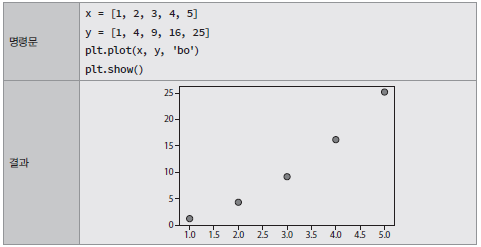 명령문
x = [1, 2, 3, 4, 5]
y = [1, 4, 9, 16, 25]
plt.plot(x, y, 'bo')
plt.show()
결과
25
20
15
10
5
0
1.0 1.5 2.0 2.5 3.0 3.5 4.0 4.5 5.0